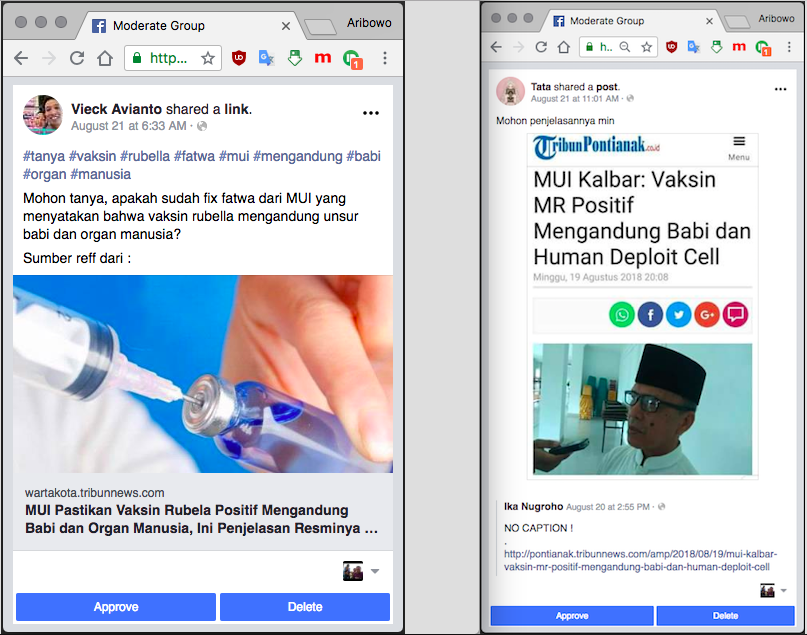 Moderate Group
Aribowo
http...
Vieck Avianto shared a link.
August 21 at 6:33 AM ·
#tanya #vaksin #rubella #fatwa #mui #mengandung #babi
#organ #manusia
Mohon tanya, apakah sudah fix fatwa dari MUI yang
menyatakan bahwa vaksin rubella mengandung unsur
babi dan organ manusia?
Sumber reff dari :
wartakota.tribunnews.com
MUI Pastikan Vaksin Rubela Positif Mengandung
Babi dan Organ Manusia, Ini Penjelasan Resminya ...
Approve
Delete
Moderate Group
Aribowo
h...
Tata shared a post.
August 21 at 11:01 AM ·
Mohon penjelasannya min
TribunPontianak.co.id
Menu
MUI Kalbar: Vaksin
MR Positif
Mengandung Babi dan
Human Deploit Cell
Minggu, 19 Agustus 2018 20:08
Ika Nugroho August 20 at 2:55 PM ·
NO CAPTION !
.
http://pontianak.tribunnews.com/amp/2018/08/19/mui-kalbar-
vaksin-mr-positif-mengandung-babi-dan-human-deploit-cell
Approve
Delete